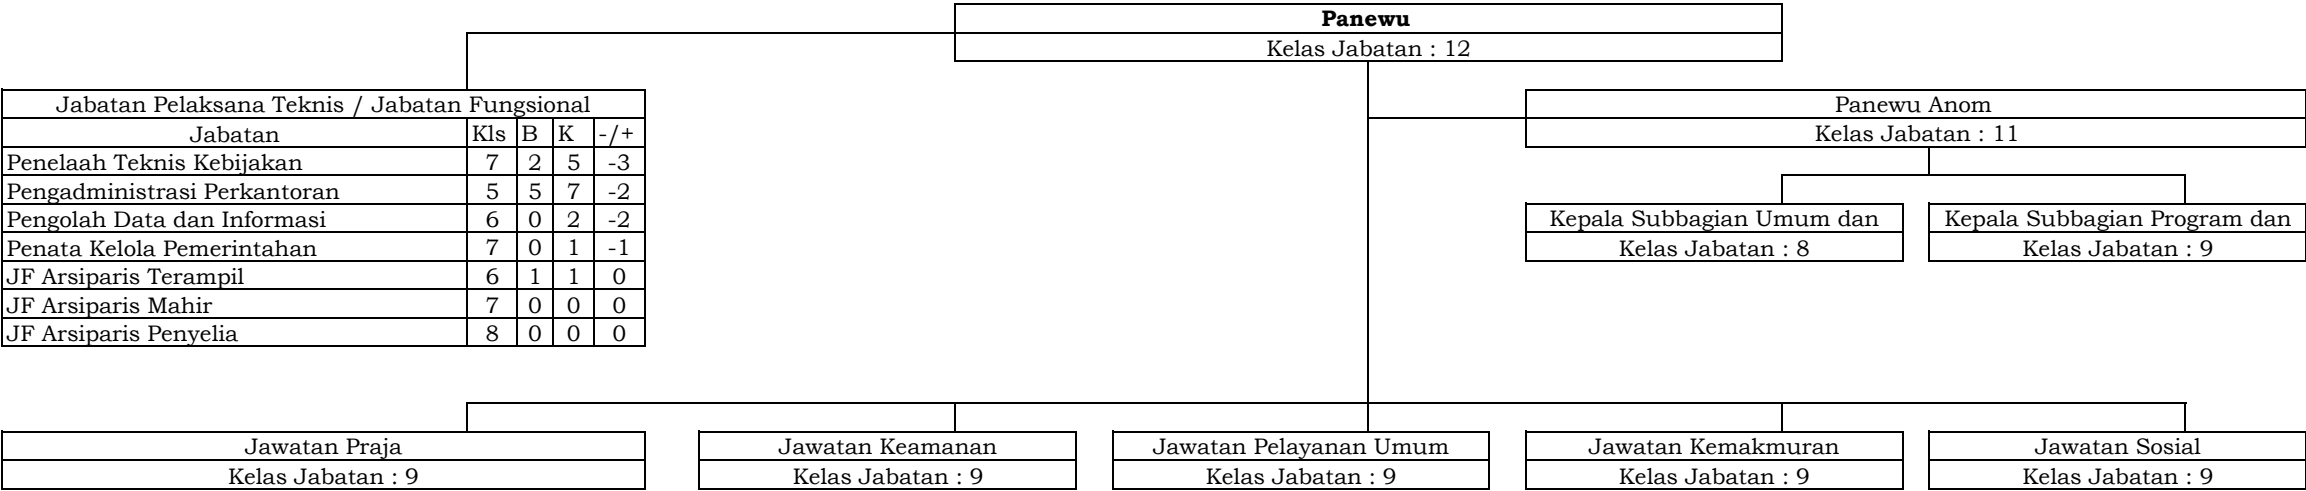 Panewu
Kelas Jabatan : 12
Jabatan Pelaksana Teknis / Jabatan Fungsional
Jabatan Kls B K -/+
Penelaah Teknis Kebijakan 7 2 5 -3
Pengadministrasi Perkantoran 5 5 7 -2
Pengolah Data dan Informasi 6 0 2 -2
Penata Kelola Pemerintahan 7 0 1 -1
JF Arsiparis Terampil 6 1 1 0
JF Arsiparis Mahir 7 0 0 0
JF Arsiparis Penyelia 8 0 0 0
Panewu Anom
Kelas Jabatan : 11
Kepala Subbagian Umum dan
Kelas Jabatan : 8
Kepala Subbagian Program dan
Kelas Jabatan : 9
Jawatan Praja
Kelas Jabatan : 9
Jawatan Keamanan
Kelas Jabatan : 9
Jawatan Pelayanan Umum
Kelas Jabatan : 9
Jawatan Kemakmuran
Kelas Jabatan : 9
Jawatan Sosial
Kelas Jabatan : 9